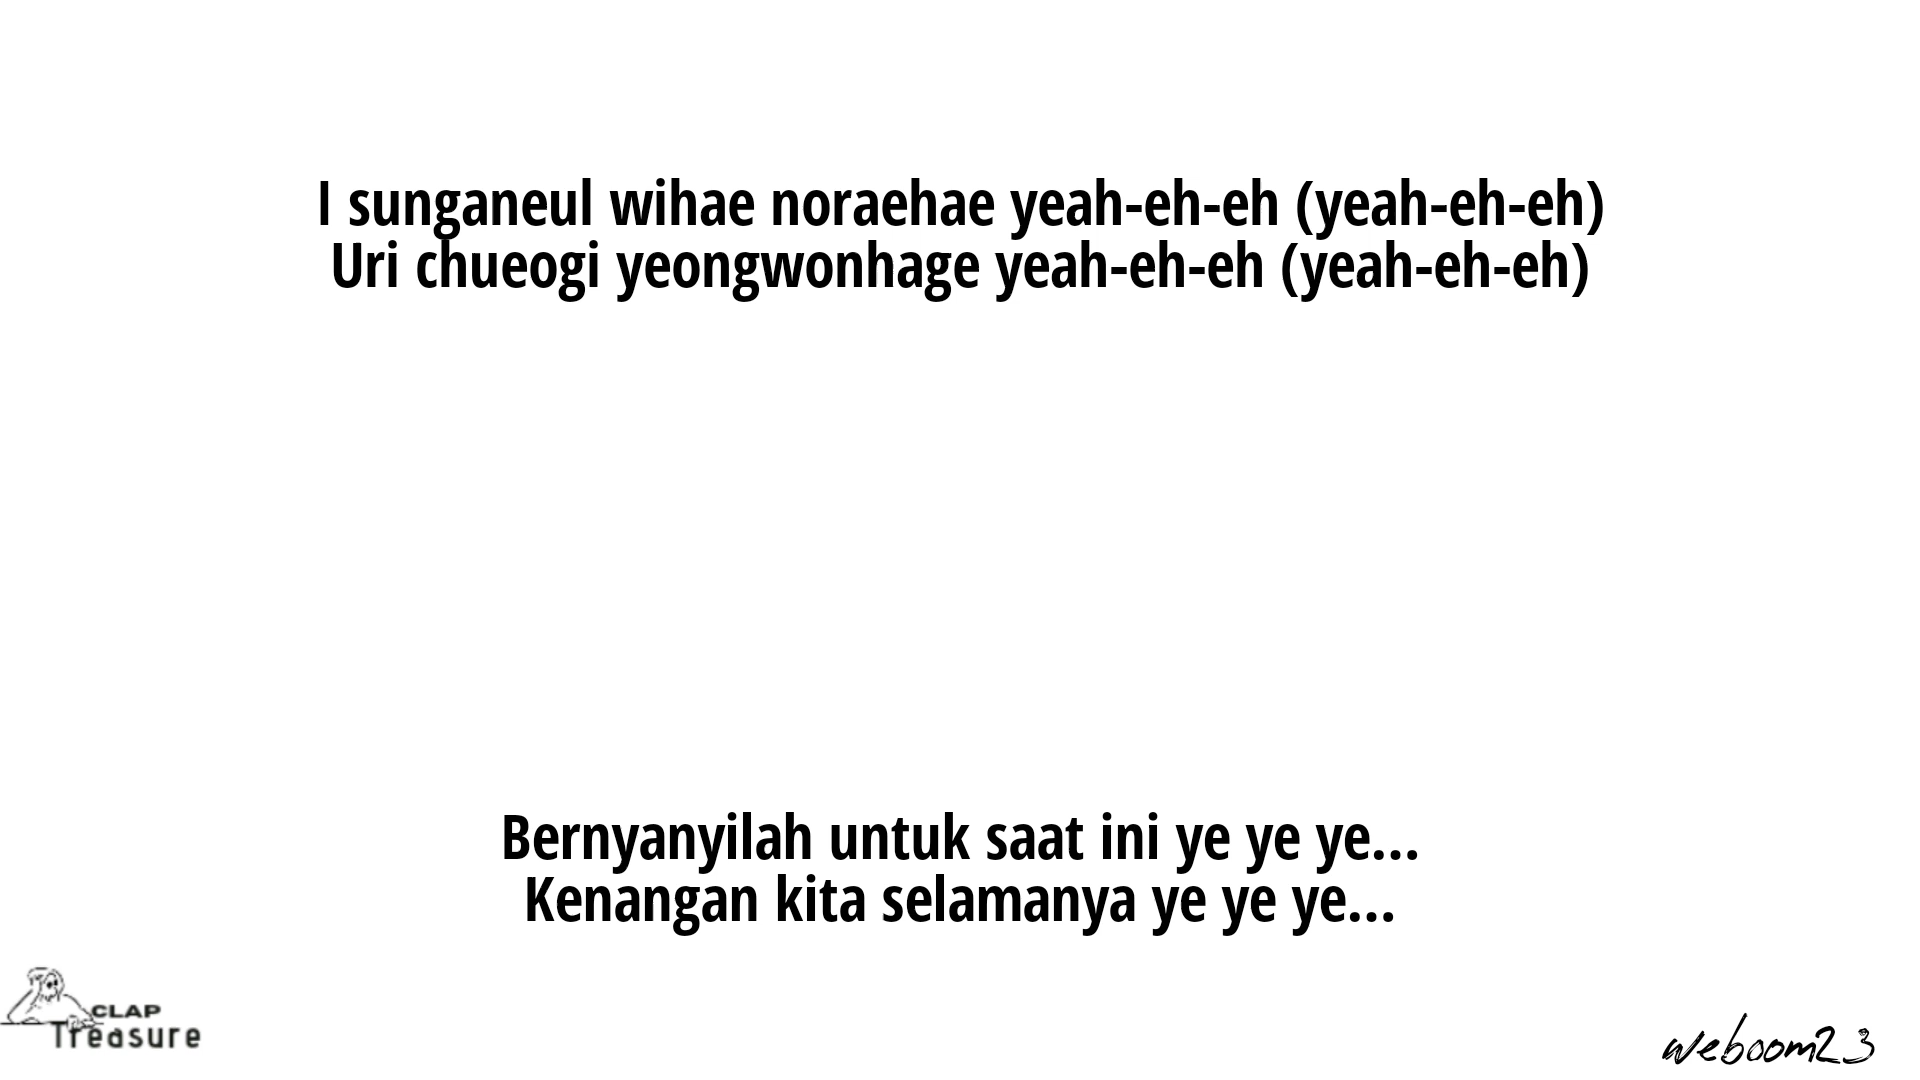 I sunganeul wihae noraehae yeah-eh-eh (yeah-eh-eh)
Uri chueogi yeongwonhage yeah-eh-eh (yeah-eh-eh)
Bernyanyilah untuk saat ini ye ye ye...
Kenangan kita selamanya ye ye ye...
CLAP
Treasure
weboom23